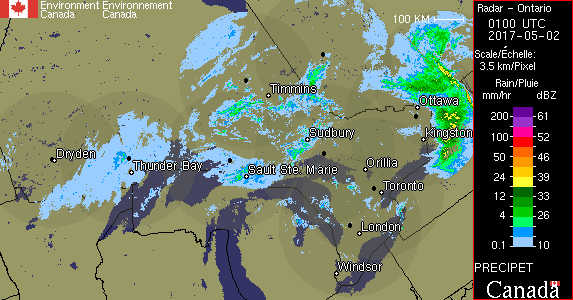 Environment Environnement
Canada Canada
100 KM
Timmins
Ottawa
Sudbury
Kingston
Dryden
Thunder Bay
Sault Ste. Marie
Orillia
Toronto
London
Windsor
Radar - Ontario
0100 UTC
2017-05-02
Scale/Échelle:
3.5 km/Pixel
Rain/Pluie
mm/hr dBZ
200 61
100 52
50 46
24 39
12 33
4 26
0.1 10
PRECIPET
Canada